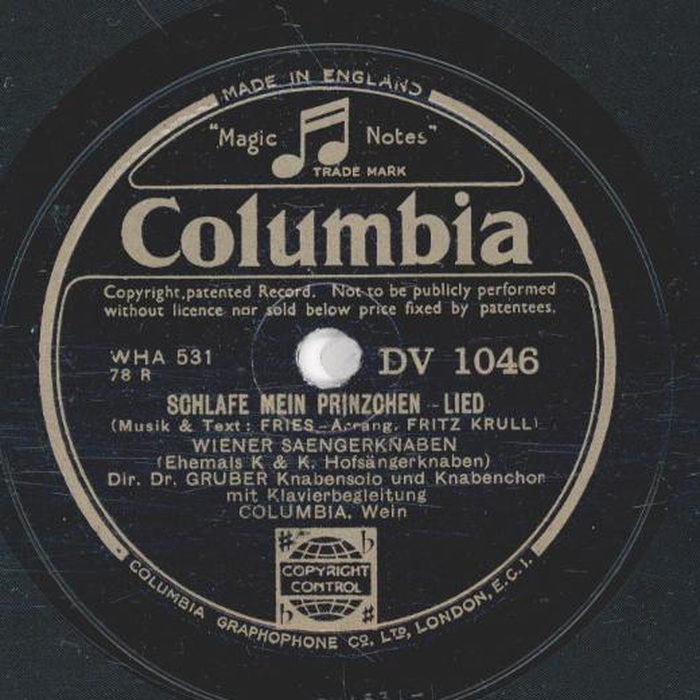 MADE IN ENGLAND
"Magic Notes"
TRADE MARK
Columbia
Copyright, patented Record. Not to be publicly performed
without licence nor sold below price fixed by patentees.
WHA 531
78 R
DV 1046
SCHLAFE MEIN PRINZCHEN - LIED
(Musik & Text: FRIES - Arrang. FRITZ KRULL)
WIENER SAENGERKNABEN
(Ehemals K & K. Hofsängerknaben)
Dir. Dr. GRUBER Knabensolo und Knabenchor
mit Klavierbegleitung
COLUMBIA, Wein
COPYRIGHT
CONTROL
COLUMBIA GRAPHOPHONE CO. LTD, LONDON, E.C.1.